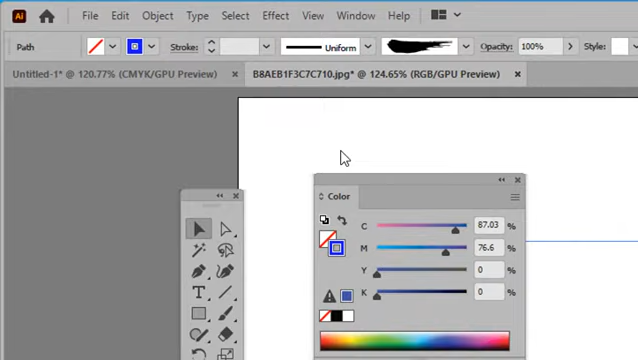 Ai File Edit Object Type Select Effect View Window Help
Path Stroke: Uniform Opacity: 100% Style:
Untitled-1* @ 120.77% (CMYK/GPU Preview) × B8AEB1F3C7C710.jpg* @ 124.65% (RGB/GPU Preview) ×
Color
C 87.03 %
M 76.6 %
Y 0 %
K 0 %
T